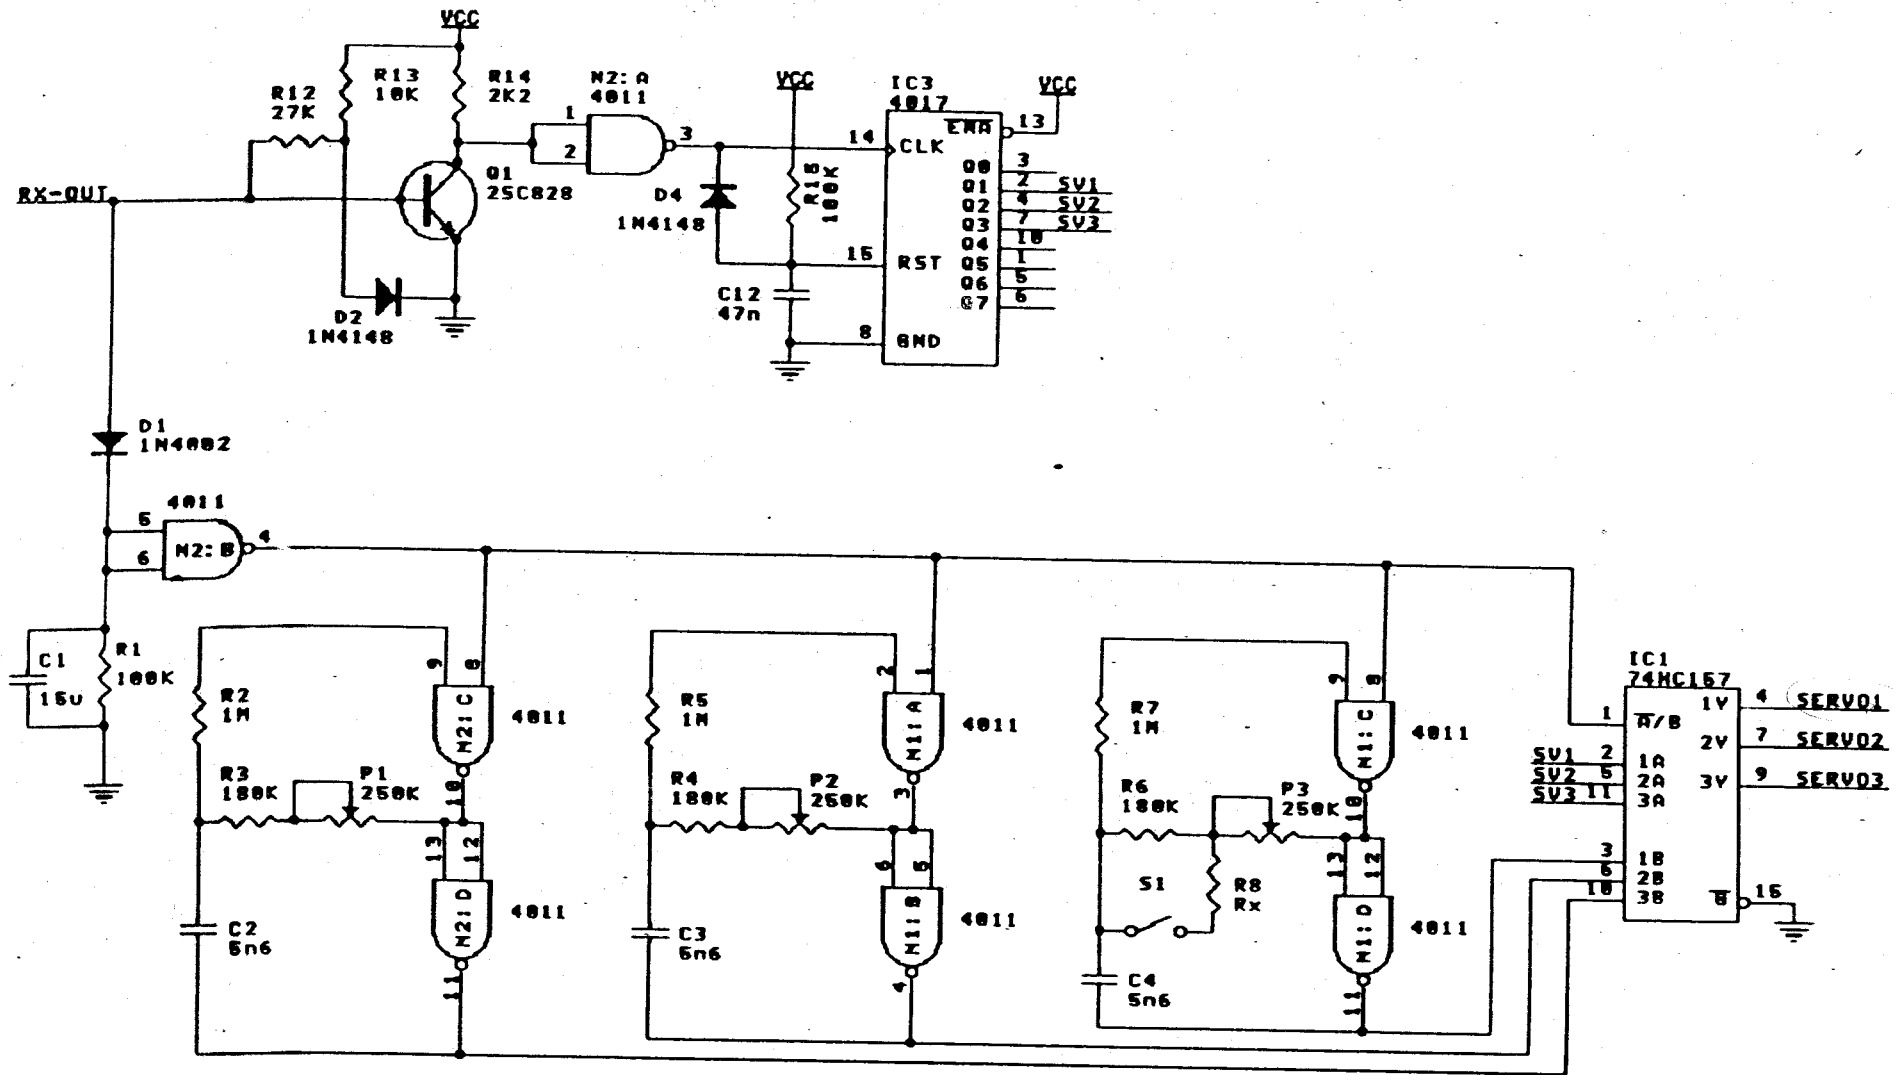 VCC
R12
27K
R13
10K
R14
2K2
N2:A
4011
1
2
3
VCC
IC3
4017
VCC
ENA
13
14
CLK
Q0
3
Q1
2
SV1
Q2
4
SV2
Q3
7
SV3
Q4
10
Q5
1
Q6
5
Q7
6
RX-OUT
Q1
2SC828
D4
1N4148
R15
100K
15
RST
C12
47n
8
GND
D2
1N4148
D1
1N4002
4011
5
6
N2:B
4
C1
15u
R1
100K
R2
1M
9
8
N2:C
4011
R3
180K
P1
250K
10
13
12
N2:D
4011
C2
5n6
11
R5
1M
2
1
N1:A
4011
R4
180K
P2
250K
3
6
5
N1:B
4011
C3
5n6
4
R7
1M
9
8
N1:C
4011
R6
180K
P3
250K
10
13
12
S1
R8
Rx
N1:D
4011
C4
5n6
11
IC1
74HC157
1
A/B
1Y
4
SERVO1
2Y
7
SERVO2
3Y
9
SERVO3
SV1
2
1A
SV2
5
2A
SV3
11
3A
3
1B
6
2B
10
3B
G
15